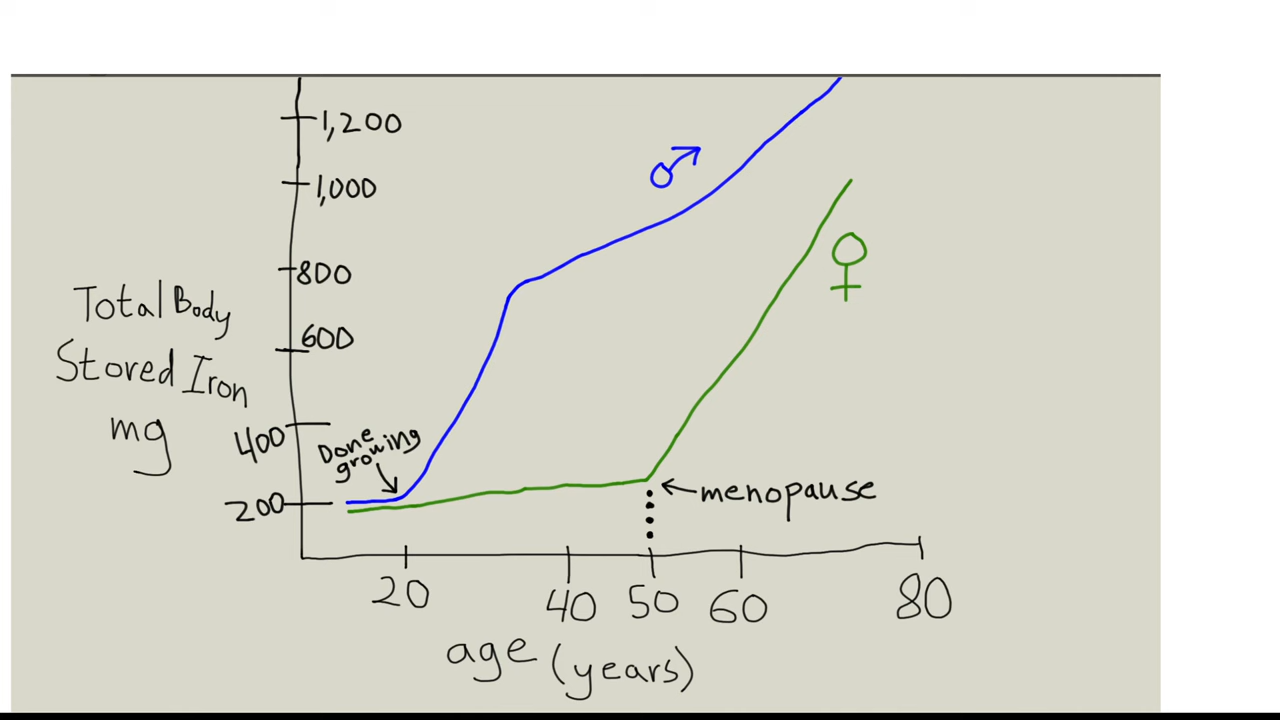 1,200
1,000
800
600
400
200
Total Body
Stored Iron
mg
Done
growing
menopause
20
40
50
60
80
age (years)